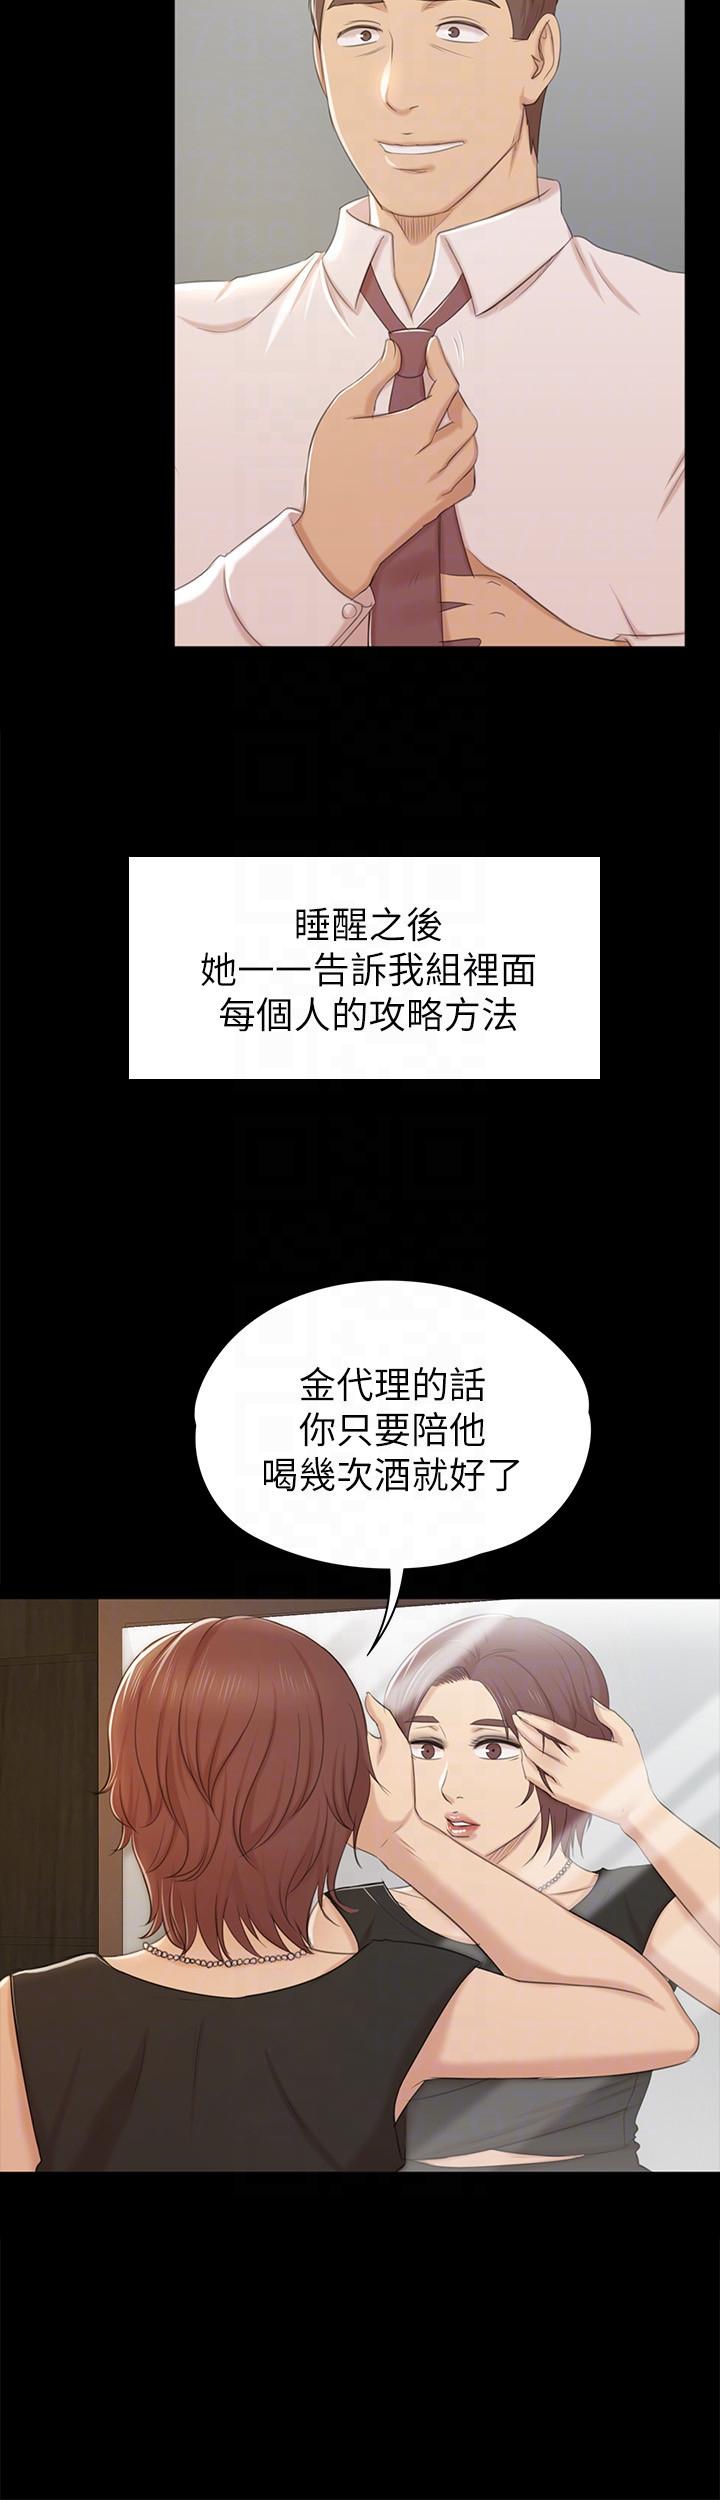 睡醒之後
她一一告訴我組裡面
每個人的攻略方法
金代理的話
你只要陪他
喝幾次酒就好了